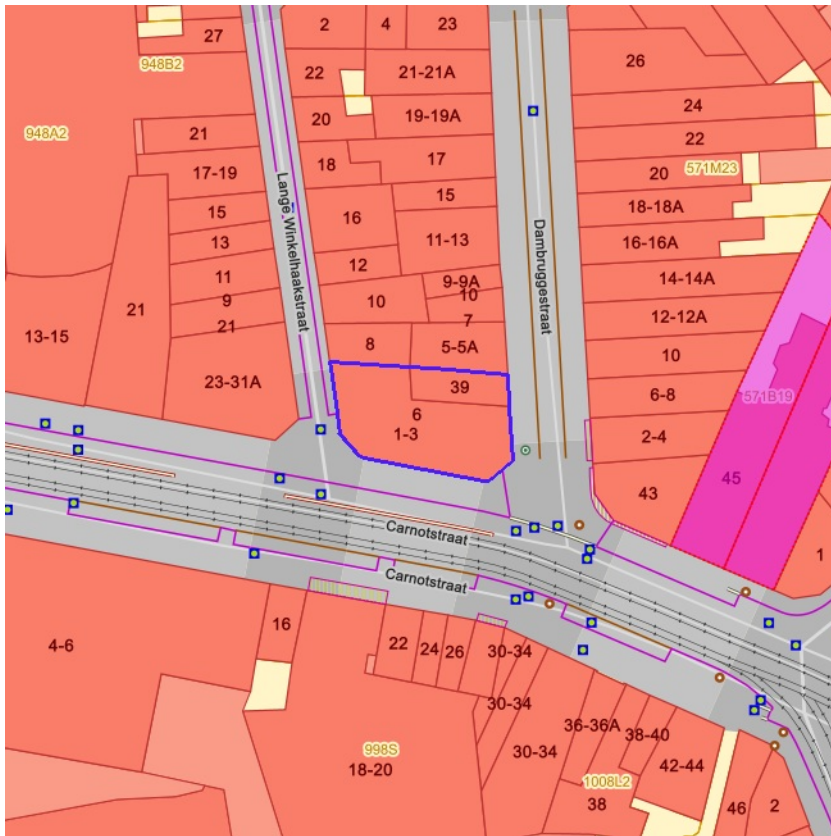 2
4
23
27
948B2
22
21-21A
26
20
19-19A
24
948A2
21
22
18
17
20
571M23
17-19
15
18-18A
15
16
Lange Winkelhaakstraat
Dambruggestraat
13
11-13
16-16A
12
11
9-9A
14-14A
9
10
10
21
7
12-12A
21
13-15
8
5-5A
10
23-31A
39
6-8
571B19
6
1-3
2-4
45
43
Carnotstraat
1
Carnotstraat
16
4-6
22
24
26
30-34
30-34
36-36A
38-40
30-34
998S
18-20
42-44
1008L2
38
46
2